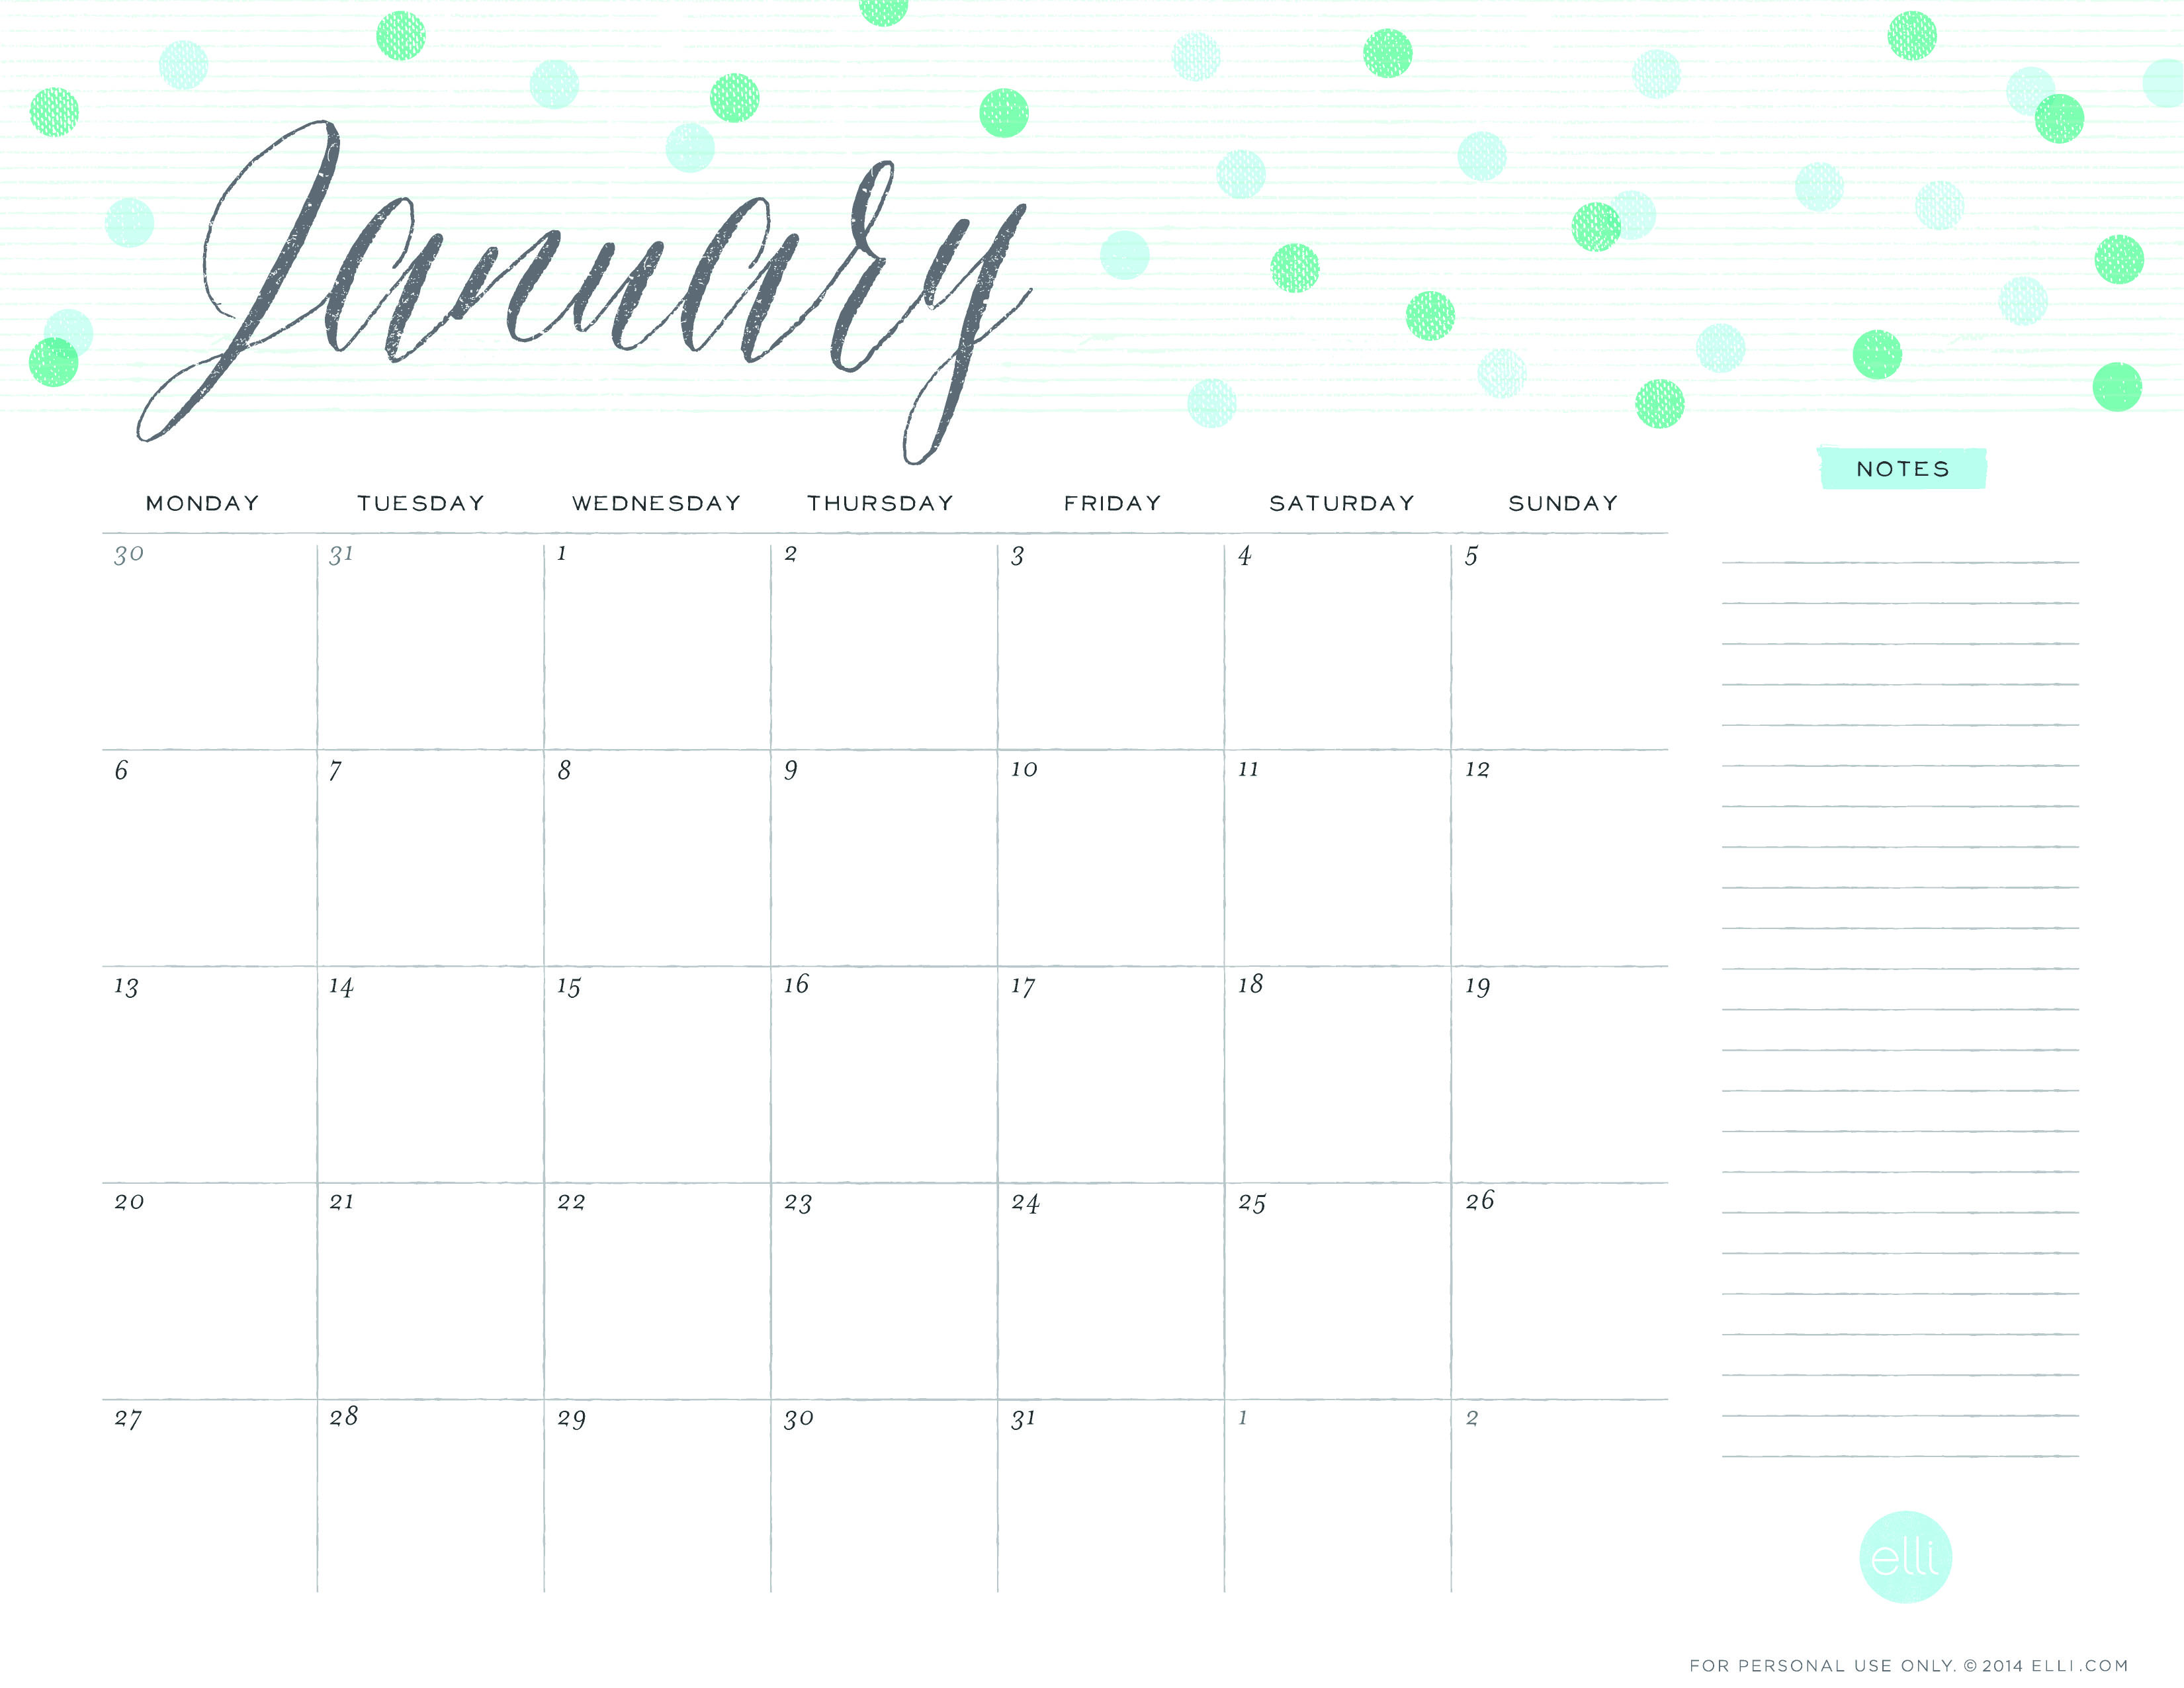 January
NOTES
MONDAY TUESDAY WEDNESDAY THURSDAY FRIDAY SATURDAY SUNDAY
30 31 1 2 3 4 5
6 7 8 9 10 11 12
13 14 15 16 17 18 19
20 21 22 23 24 25 26
27 28 29 30 31 1 2
elli
FOR PERSONAL USE ONLY. © 2014 ELLI.COM